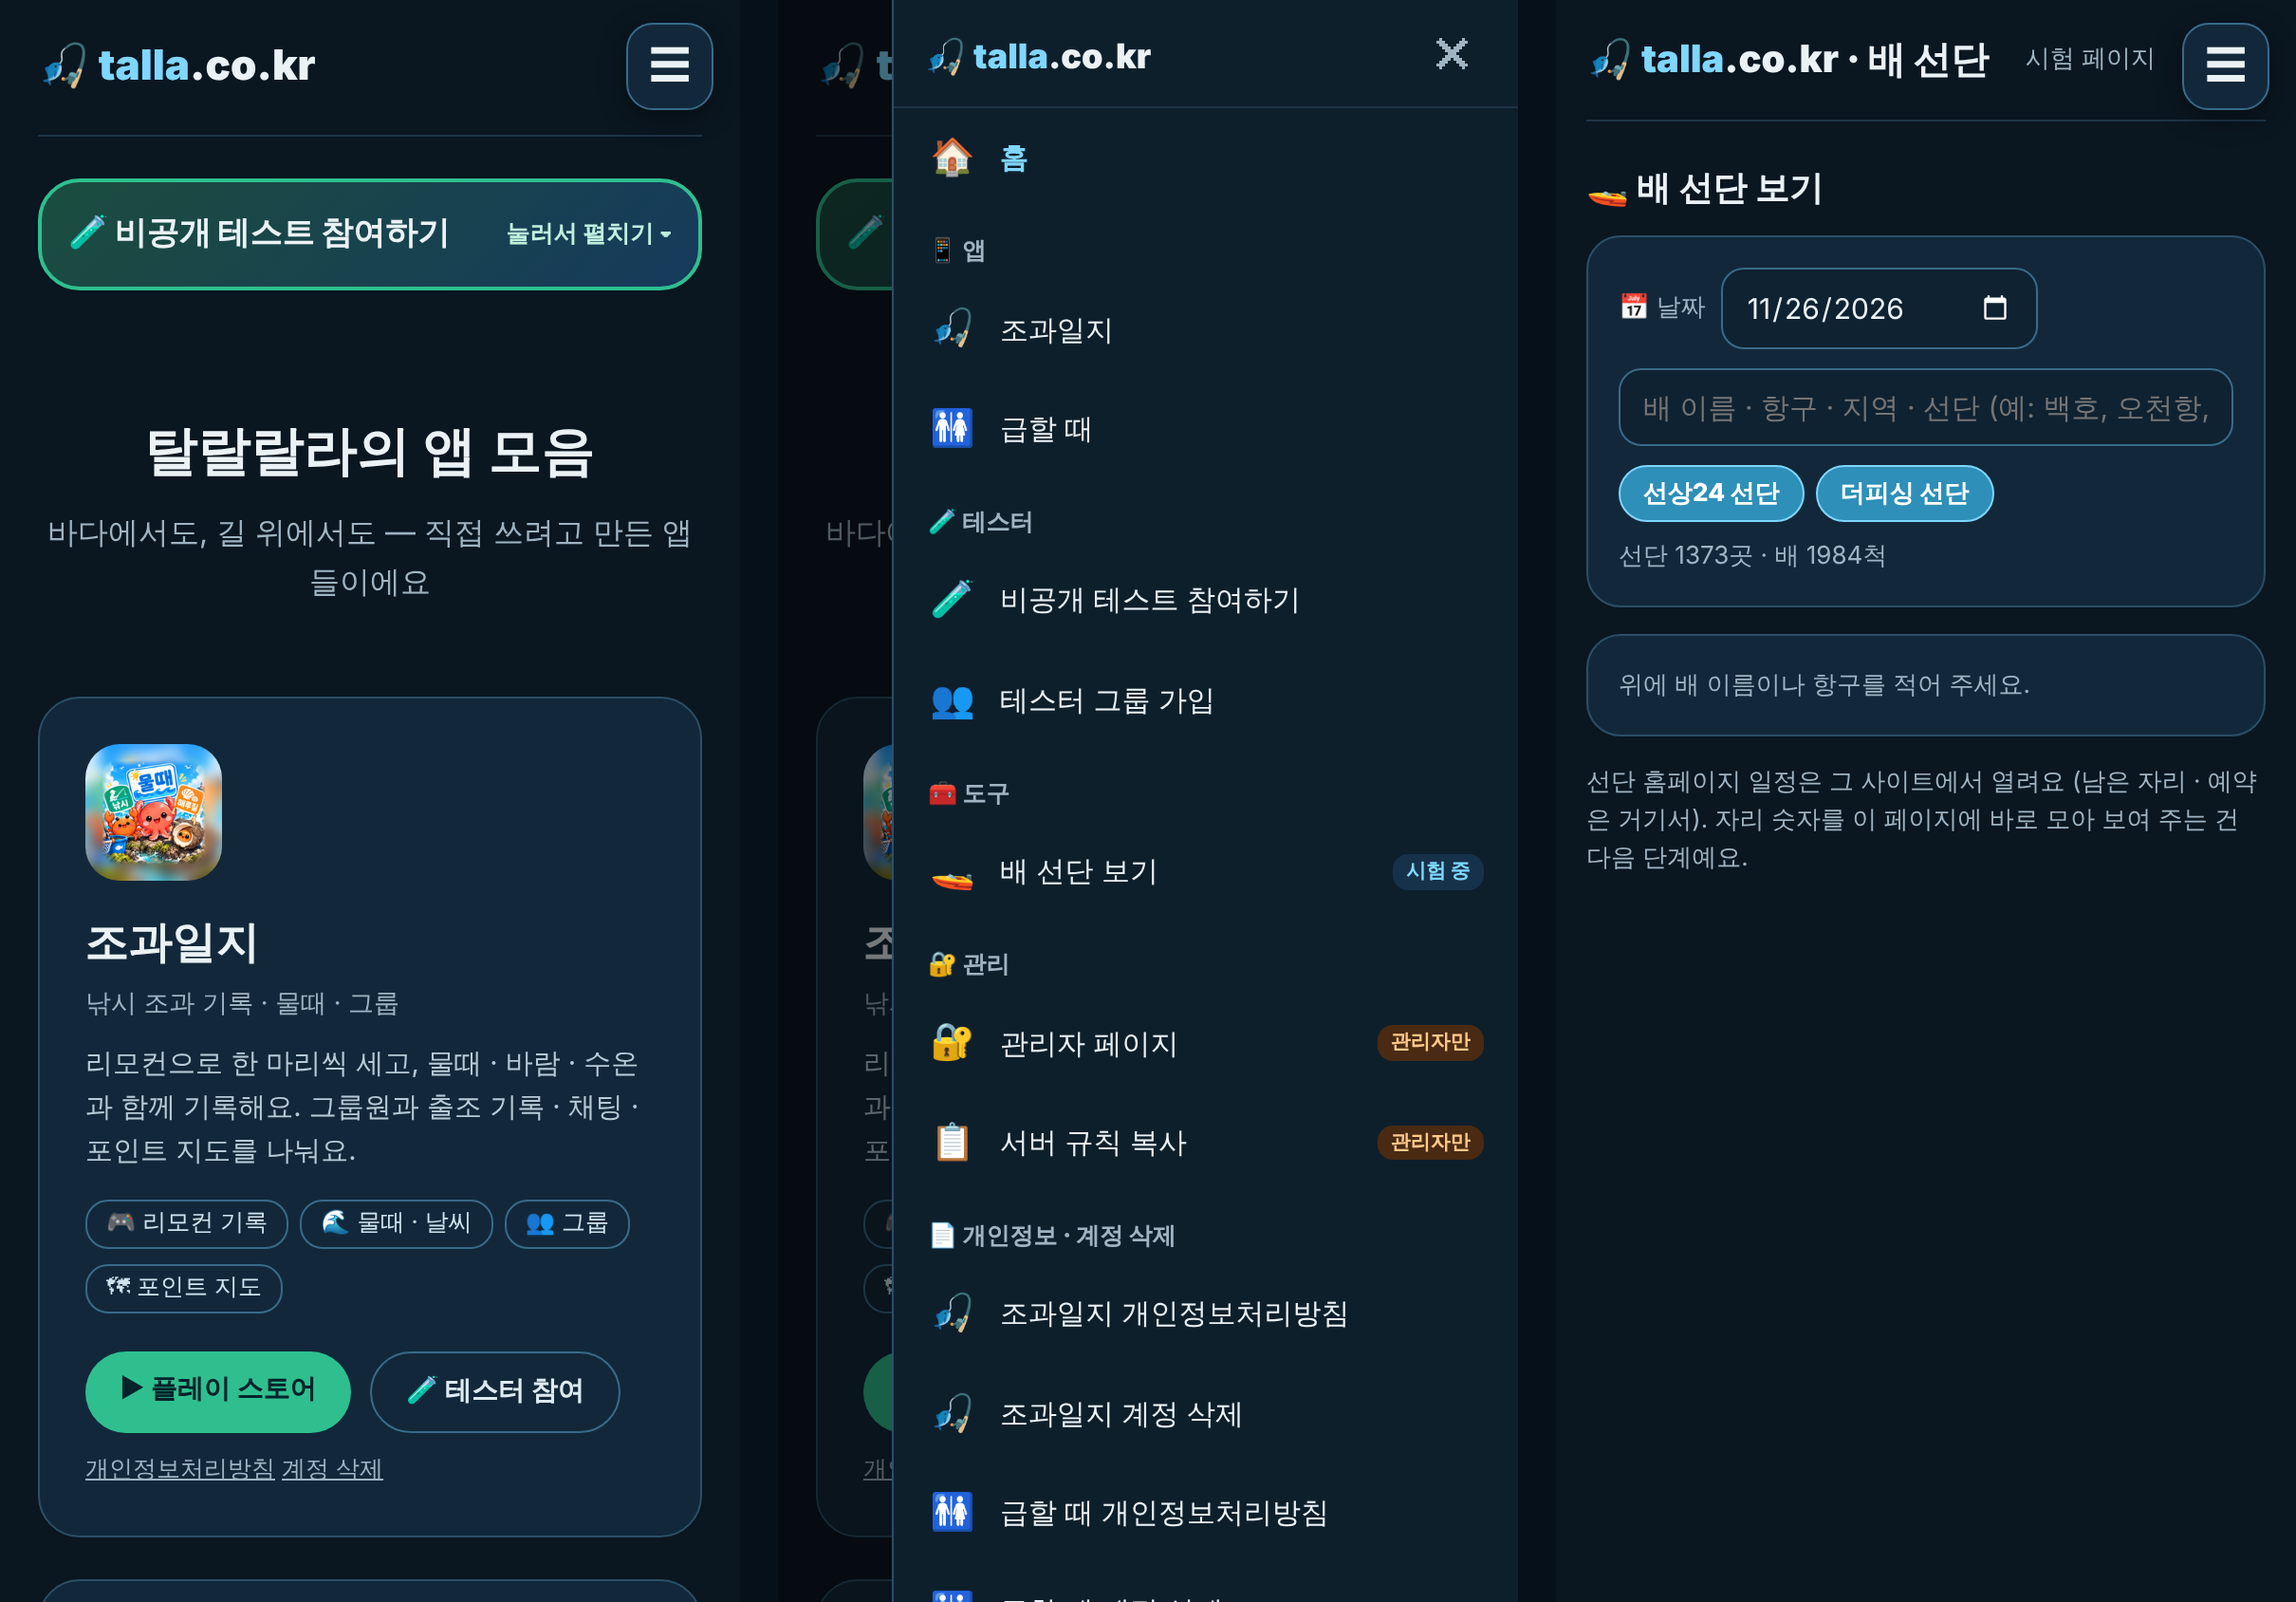 talla.co.kr
비공개 테스트 참여하기
눌러서 펼치기
탈랄랄라의 앱 모음
바다에서도, 길 위에서도 — 직접 쓰려고 만든 앱
들이에요
물때
낚시
해루질
조과일지
낚시 조과 기록 · 물때 · 그룹
리모컨으로 한 마리씩 세고, 물때 · 바람 · 수온
과 함께 기록해요. 그룹원과 출조 기록 · 채팅 ·
포인트 지도를 나눠요.
리모컨 기록
물때 · 날씨
그룹
포인트 지도
플레이 스토어
테스터 참여
개인정보처리방침 계정 삭제
talla.co.kr
홈
앱
조과일지
급할 때
테스터
비공개 테스트 참여하기
테스터 그룹 가입
도구
배 선단 보기
시험 중
관리
관리자 페이지
관리자만
서버 규칙 복사
관리자만
개인정보 · 계정 삭제
조과일지 개인정보처리방침
조과일지 계정 삭제
급할 때 개인정보처리방침
talla.co.kr · 배 선단
시험 페이지
배 선단 보기
날짜
11/26/2026
배 이름 · 항구 · 지역 · 선단 (예: 백호, 오천항,
선상24 선단
더피싱 선단
선단 1373곳 · 배 1984척
위에 배 이름이나 항구를 적어 주세요.
선단 홈페이지 일정은 그 사이트에서 열려요 (남은 자리 · 예약
은 거기서). 자리 숫자를 이 페이지에 바로 모아 보여 주는 건
다음 단계예요.